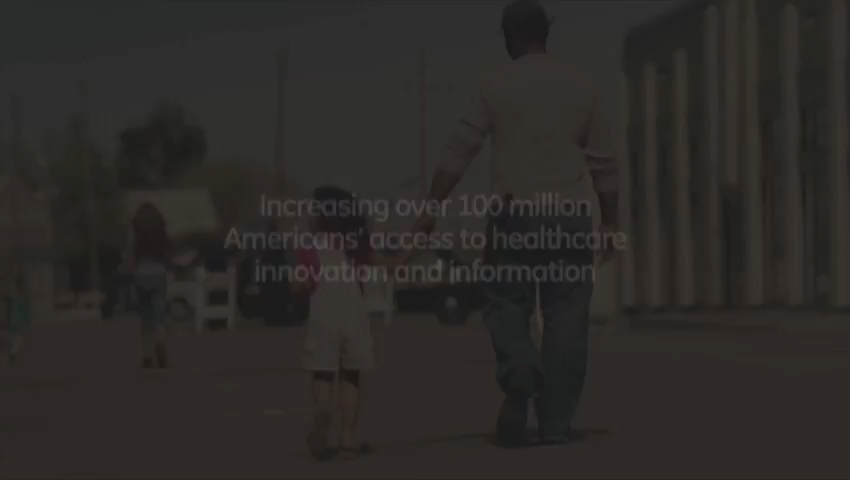 Increasing over 100 million
Americans' access to healthcare
innovation and information